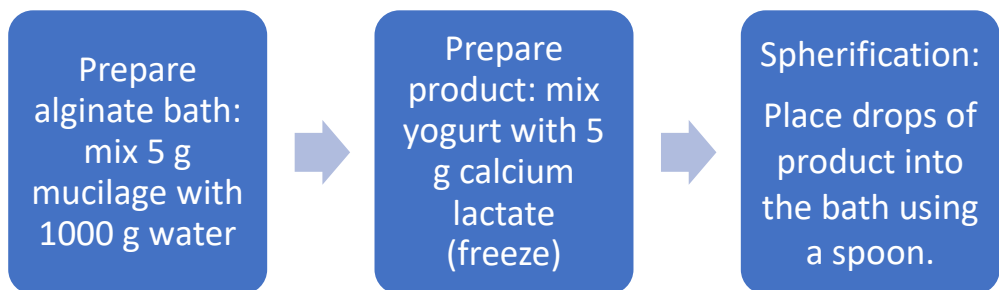 Prepare
alginate bath:
mix 5 g
mucilage with
1000 g water
Prepare
product: mix
yogurt with 5
g calcium
lactate
(freeze)
Spherification:
Place drops of
product into
the bath using
a spoon.